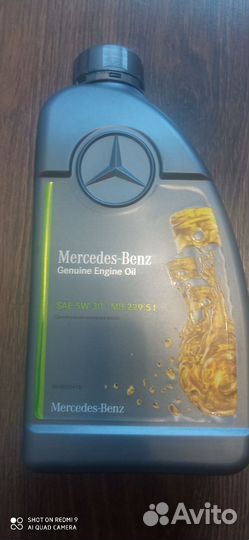 Mercedes-Benz
Genuine Engine Oil
SAE 5W-30 · MB 229.51
Mercedes-Benz
SHOT ON REDMI 9
AI QUAD CAMERA
Avito